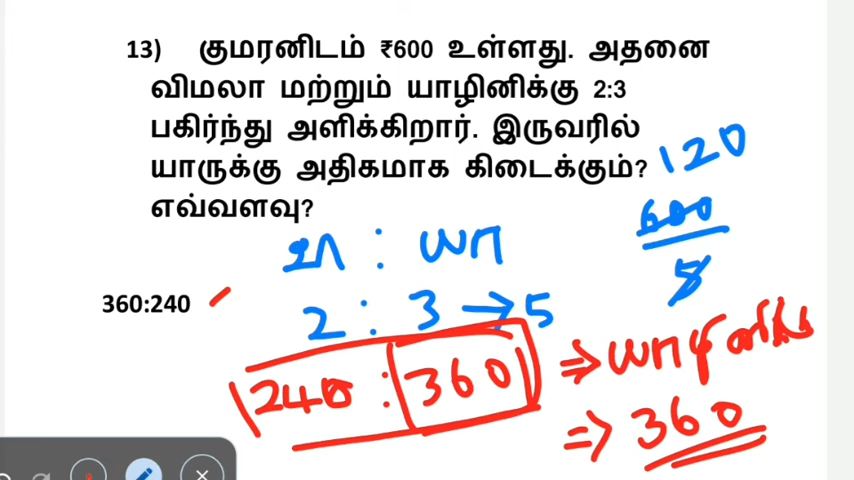 13) குமரனிடம் ₹600 உள்ளது. அதனை
விமலா மற்றும் யாழினிக்கு 2:3
பகிர்ந்து அளிக்கிறார். இருவரில்
யாருக்கு அதிகமாக கிடைக்கும்?
எவ்வளவு?
120
600
5
: யா
2 : 3 → 5
360:240
240 : 360 ⇒ யாழினிக்கு
⇒ 360